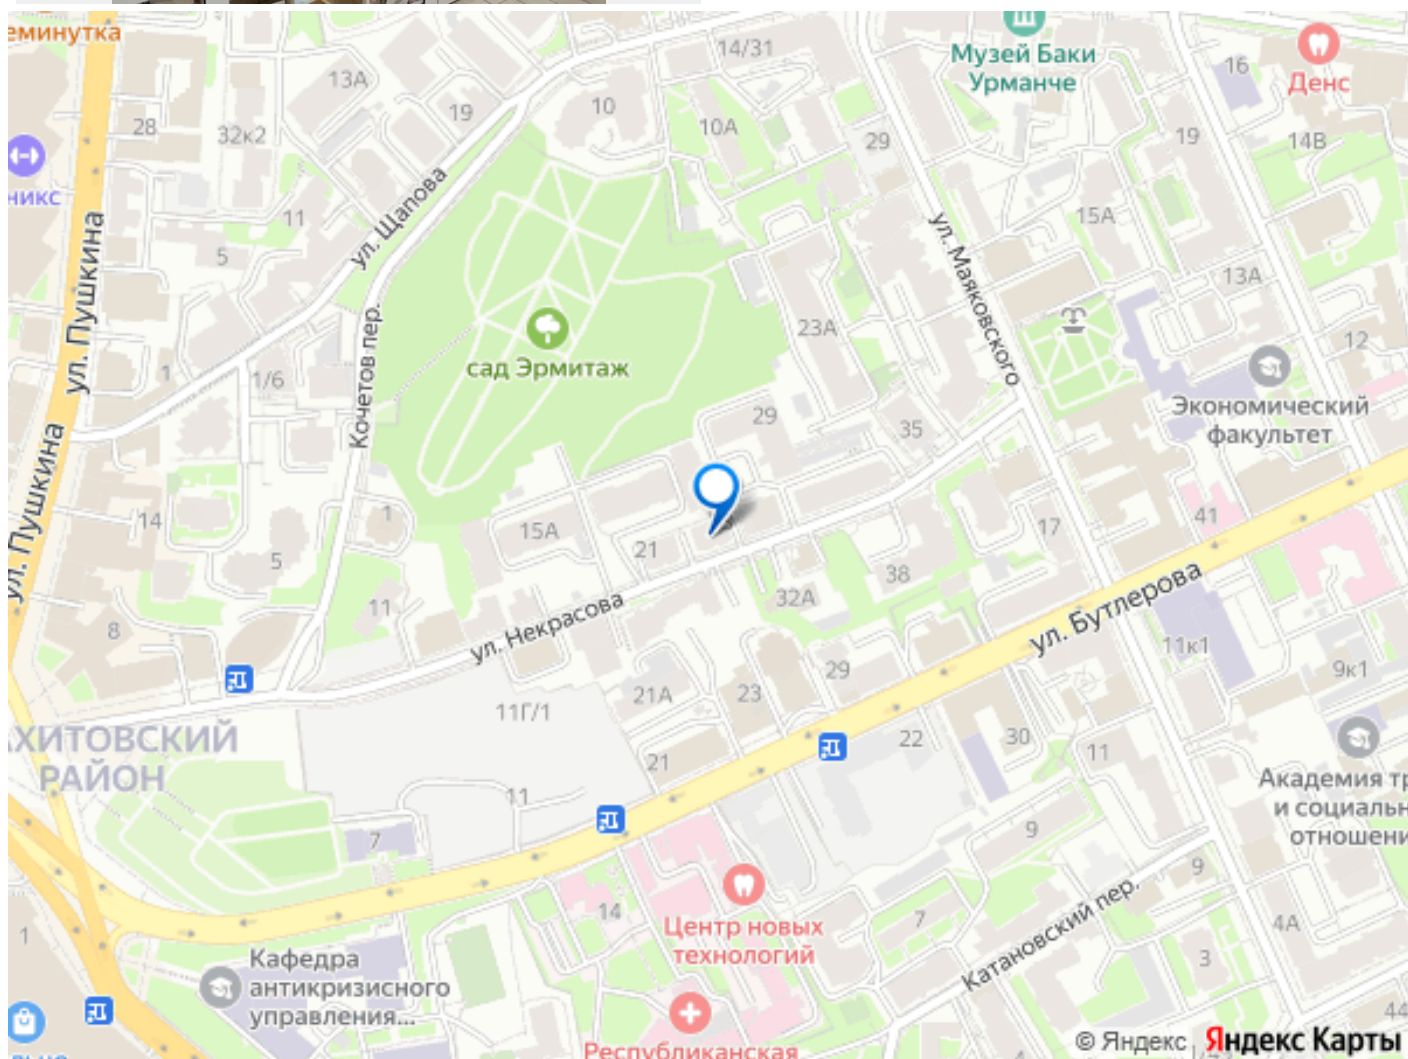 еминутка
14/31
Музей Баки
Урманче
16
Денс
13А
19
10
28
32к2
10А
29
19
14В
никс
ул. Щапова
11
15А
5
ул. Пушкина
ул. Маяковского
13А
Кочетов пер.
23А
сад Эрмитаж
12
1
1/6
29
Экономический
факультет
35
ул. Пушкина
14
1
15А
41
17
21
5
38
ул. Некрасова
32А
11
ул. Бутлерова
8
11к1
29
9к1
21А
23
11Г/1
АХИТОВСКИЙ
РАЙОН
22
30
11
21
Академия тр
и социальн
отношени
11
7
9
9
14
Центр новых
технологий
7
Катановский пер.
4А
1
Кафедра
антикризисного
управления...
3
44
Республиканская
© Яндекс
Яндекс Карты